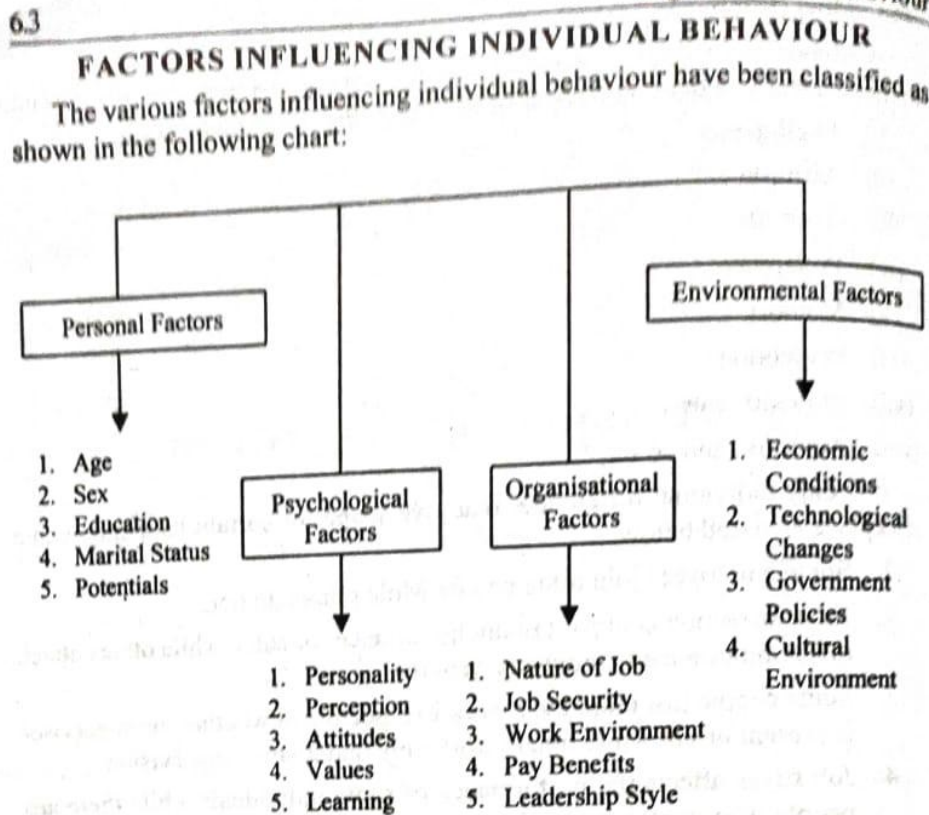 6.3
FACTORS INFLUENCING INDIVIDUAL BEHAVIOUR
The various factors influencing individual behaviour have been classified as
shown in the following chart:
Personal Factors
1. Age
2. Sex
3. Education
4. Marital Status
5. Potentials
Psychological
Factors
1. Personality
2. Perception
3. Attitudes
4. Values
5. Learning
Organisational
Factors
1. Nature of Job
2. Job Security
3. Work Environment
4. Pay Benefits
5. Leadership Style
Environmental Factors
1. Economic
Conditions
2. Technological
Changes
3. Government
Policies
4. Cultural
Environment